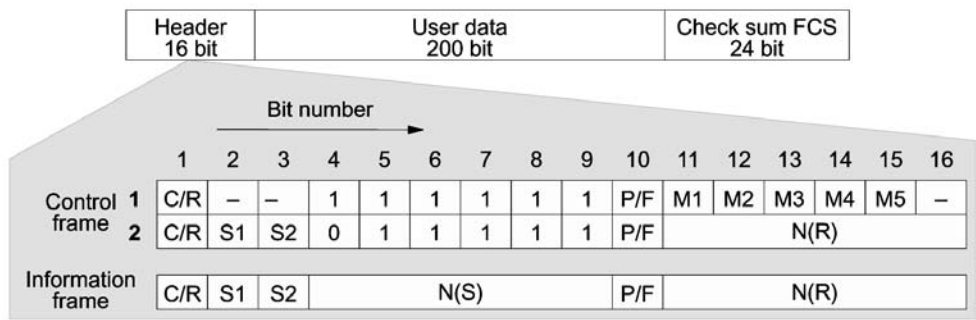 Header User data Check sum FCS
16 bit 200 bit 24 bit
Bit number
1 2 3 4 5 6 7 8 9 10 11 12 13 14 15 16
Control frame 1 C/R – – 1 1 1 1 1 1 P/F M1 M2 M3 M4 M5 –
2 C/R S1 S2 0 1 1 1 1 1 P/F N(R)
Information frame C/R S1 S2 N(S) P/F N(R)